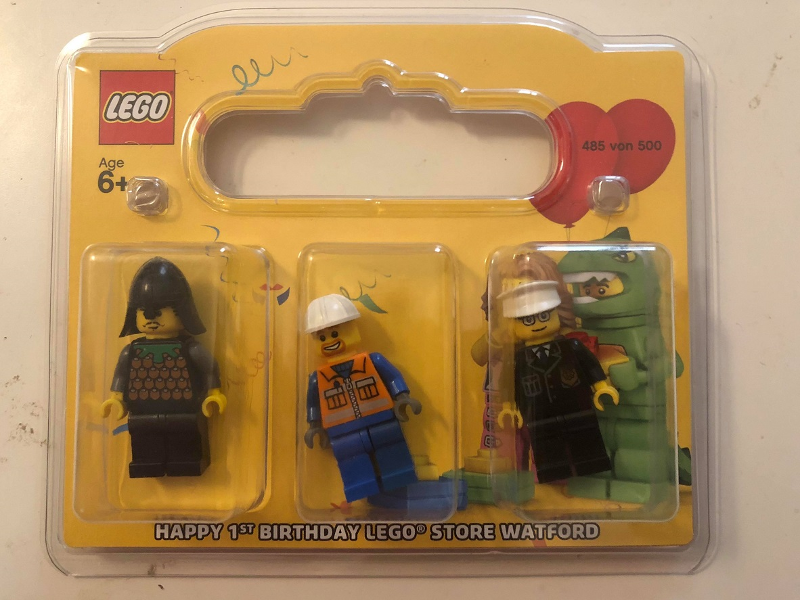 LEGO
Age
6+
485 von 500
HAPPY 1ST BIRTHDAY LEGO® STORE WATFORD